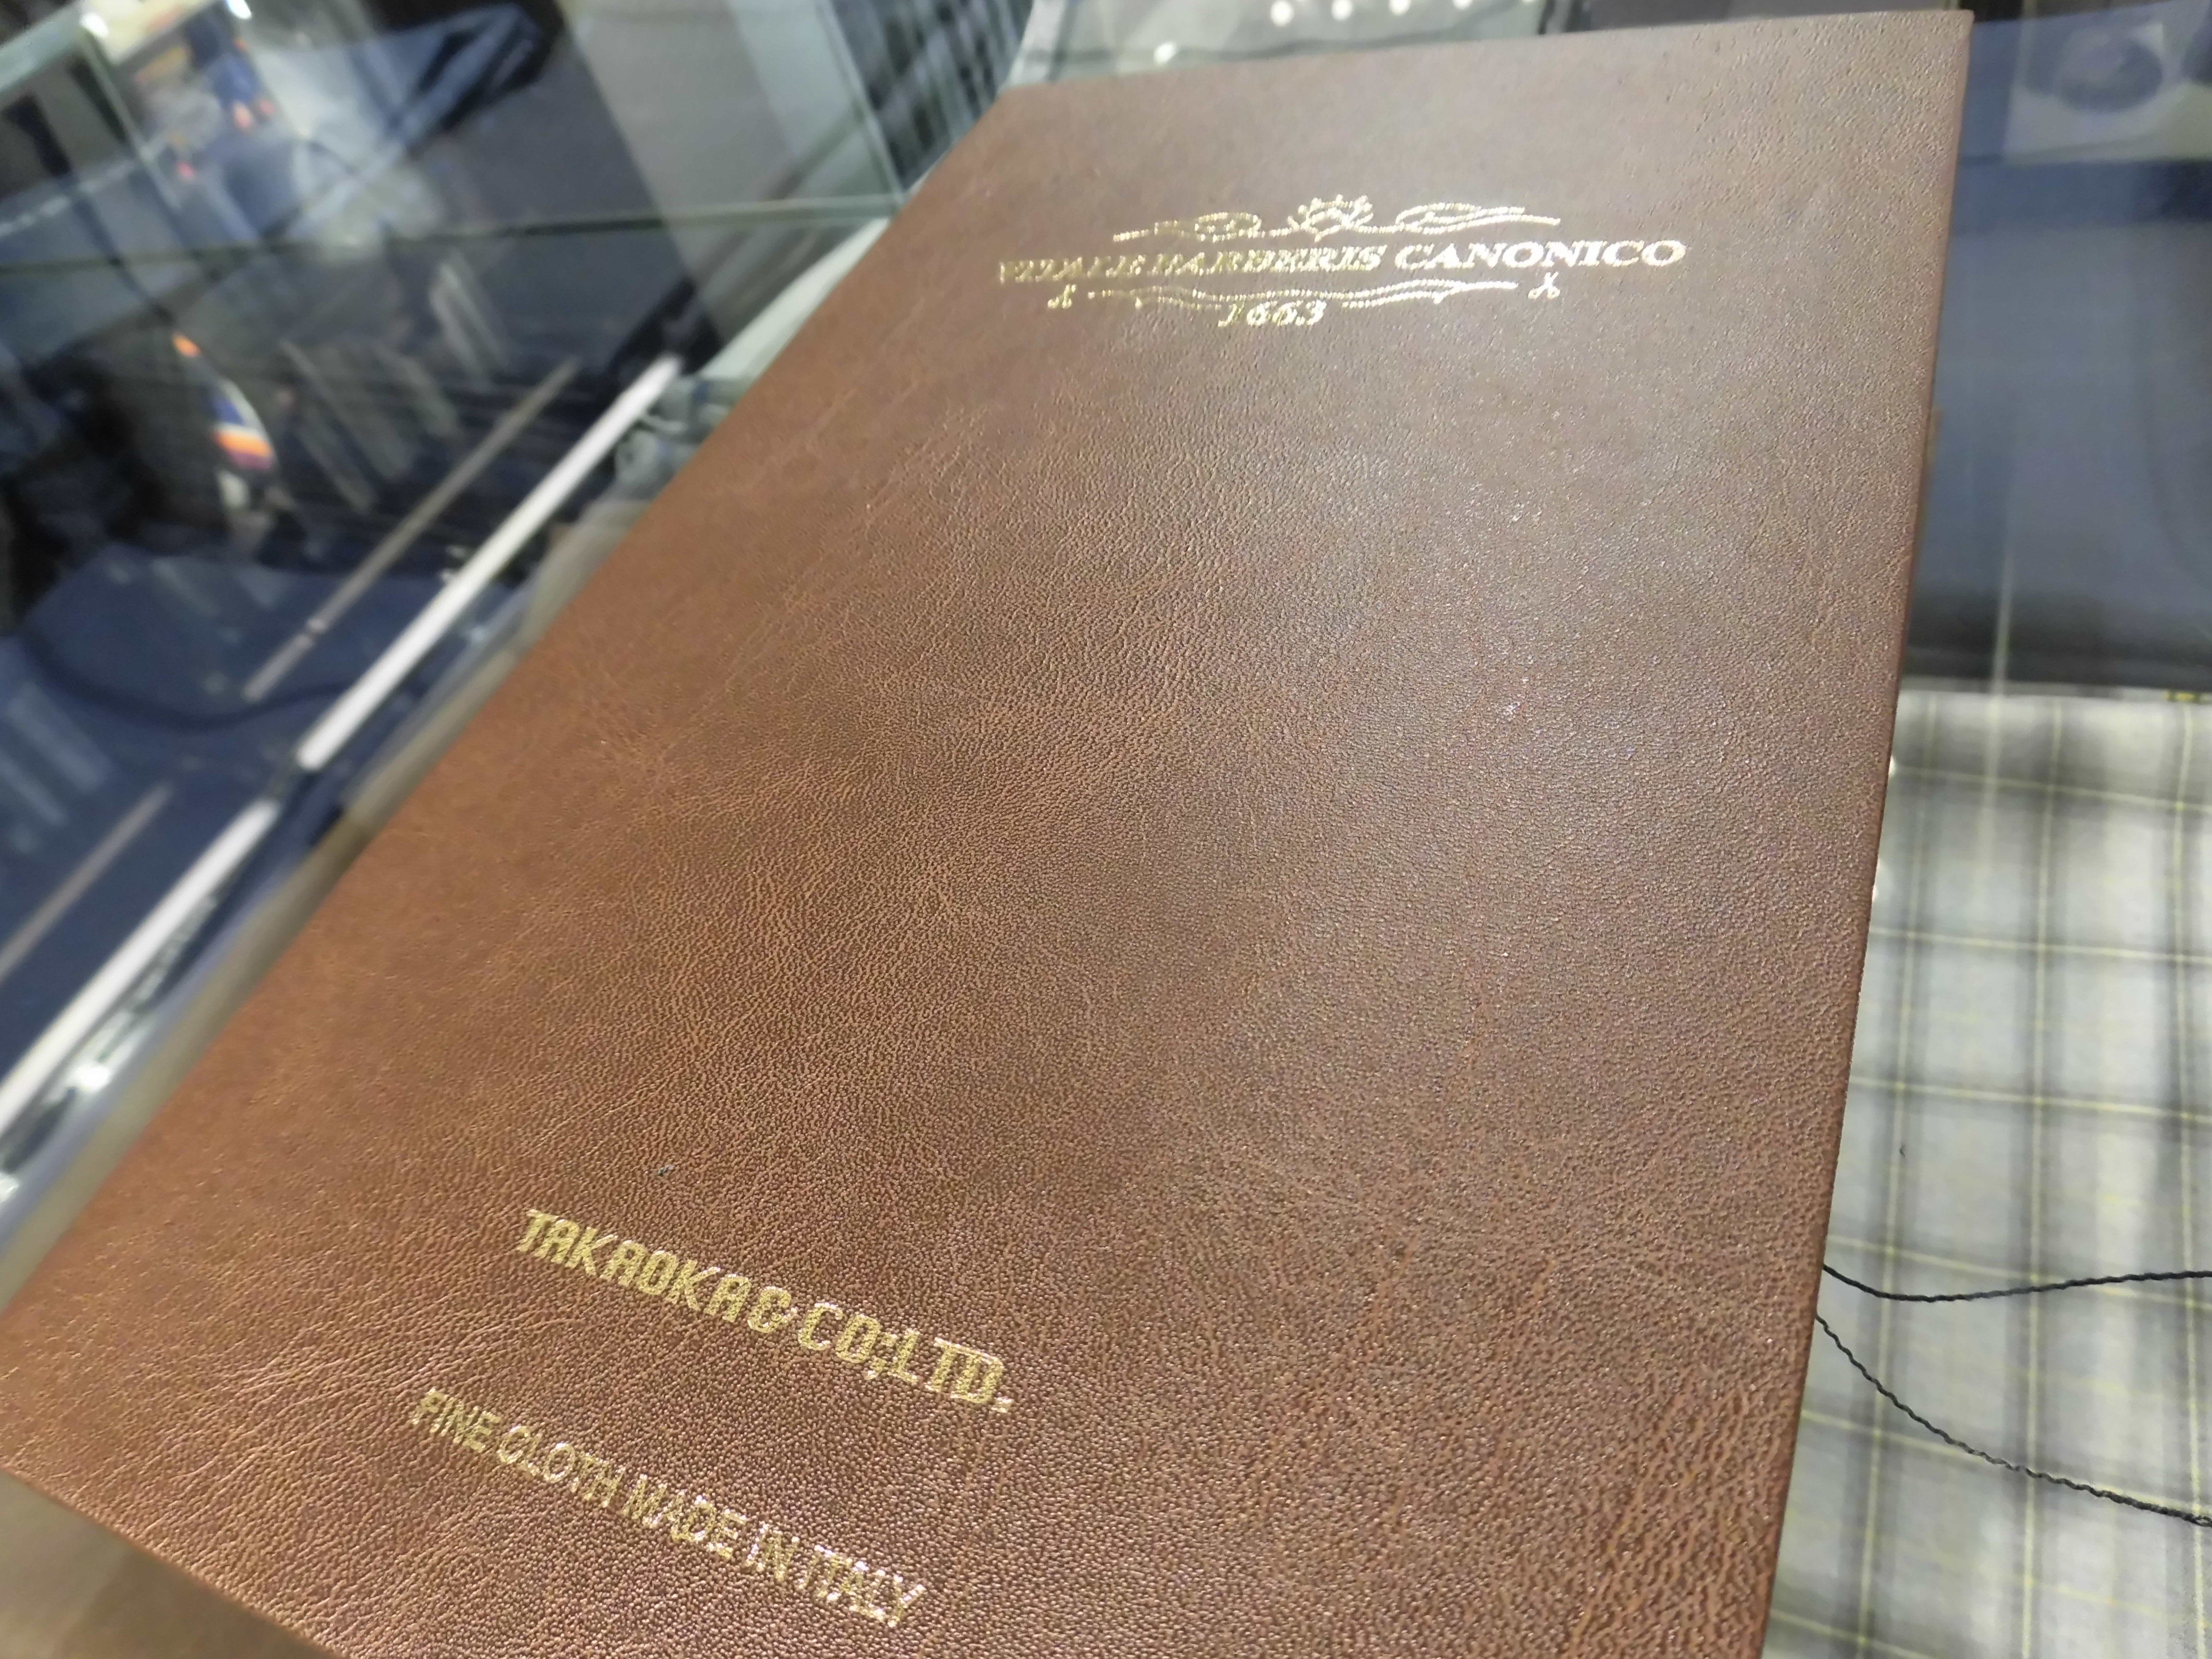 VITALE BARBERIS CANONICO
1663
TAKAOKA & CO;LTD.
FINE CLOTH MADE IN ITALY